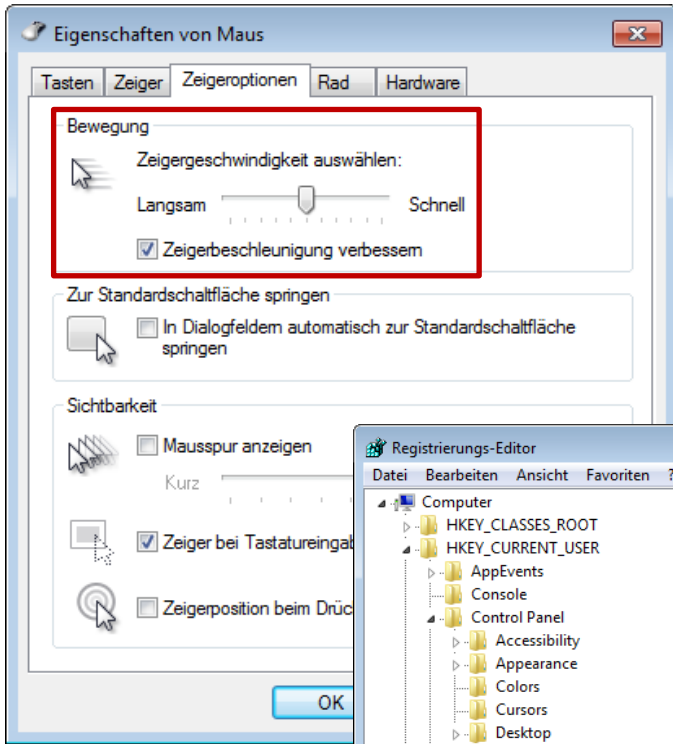 Eigenschaften von Maus
Tasten Zeiger Zeigeroptionen Rad Hardware
Bewegung
Zeigergeschwindigkeit auswählen:
Langsam Schnell
Zeigerbeschleunigung verbessern
Zur Standardschaltfläche springen
In Dialogfeldern automatisch zur Standardschaltfläche
springen
Sichtbarkeit
Mausspur anzeigen
Kurz
Zeiger bei Tastatureingab
Zeigerposition beim Drüc
OK
Registrierungs-Editor
Datei Bearbeiten Ansicht Favoriten ?
Computer
HKEY_CLASSES_ROOT
HKEY_CURRENT_USER
AppEvents
Console
Control Panel
Accessibility
Appearance
Colors
Cursors
Desktop